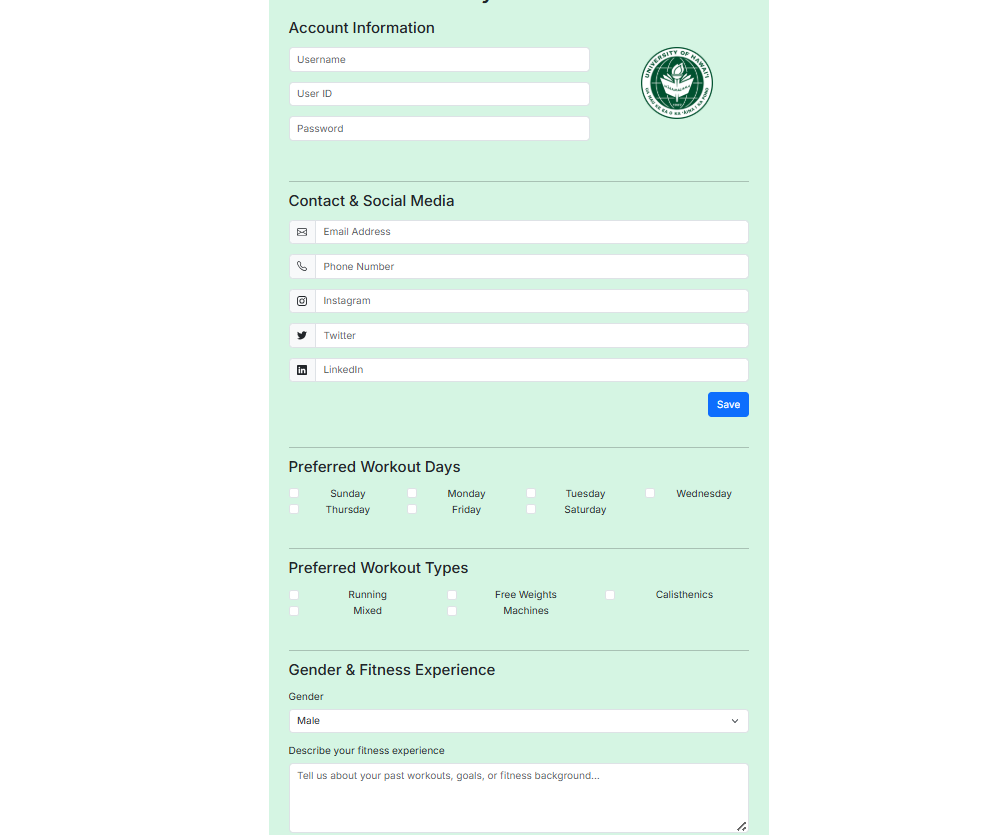 Account Information
Username
UNIVERSITY OF HAWAI'I
User ID
Password
Contact & Social Media
Email Address
Phone Number
Instagram
Twitter
LinkedIn
Save
Preferred Workout Days
Sunday Monday Tuesday Wednesday
Thursday Friday Saturday
Preferred Workout Types
Running Free Weights Calisthenics
Mixed Machines
Gender & Fitness Experience
Gender
Male
Describe your fitness experience
Tell us about your past workouts, goals, or fitness background...